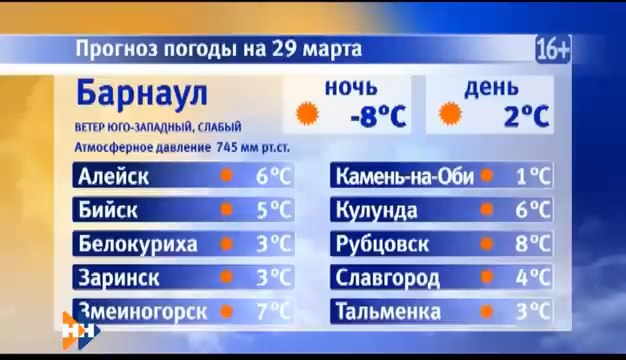 Прогноз погоды на 29 марта
16+
Барнаул
ВЕТЕР ЮГО-ЗАПАДНЫЙ, СЛАБЫЙ
Атмосферное давление 745 мм рт.ст.
ночь
-8°C
день
2°C
Алейск 6°C
Бийск 5°C
Белокуриха 3°C
Заринск 3°C
Змеиногорск 7°C
Камень-на-Оби 1°C
Кулунда 6°C
Рубцовск 8°C
Славгород 4°C
Тальменка 3°C
НН